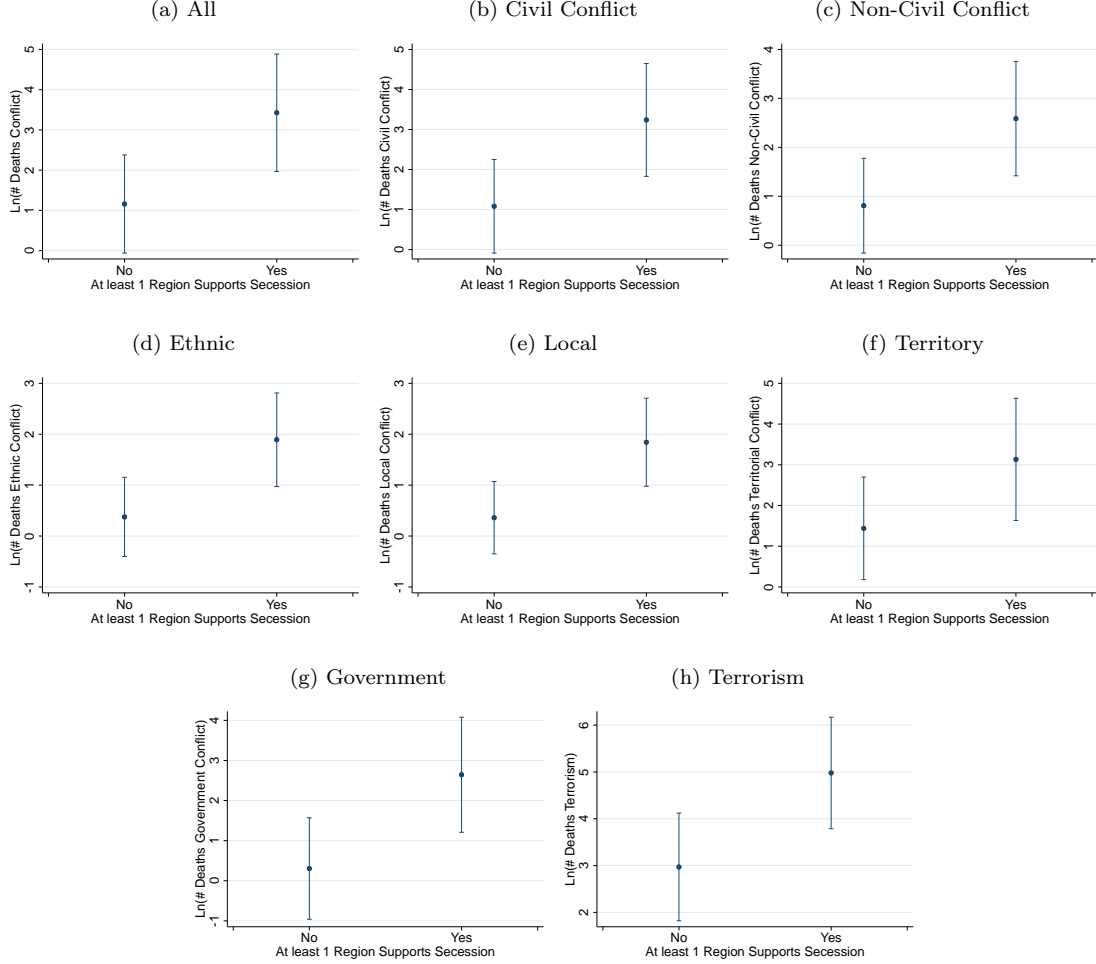 (a) All
Ln(# Deaths Conflict)
5
4
3
2
1
0
No Yes
At least 1 Region Supports Secession
(b) Civil Conflict
Ln(# Deaths Civil Conflict)
5
4
3
2
1
0
No Yes
At least 1 Region Supports Secession
(c) Non-Civil Conflict
Ln(# Deaths Non-Civil Conflict)
4
3
2
1
0
No Yes
At least 1 Region Supports Secession
(d) Ethnic
Ln(# Deaths Ethnic Conflict)
3
2
1
0
-1
No Yes
At least 1 Region Supports Secession
(e) Local
Ln(# Deaths Local Conflict)
3
2
1
0
-1
No Yes
At least 1 Region Supports Secession
(f) Territory
Ln(# Deaths Territorial Conflict)
5
4
3
2
1
0
No Yes
At least 1 Region Supports Secession
(g) Government
Ln(# Deaths Government Conflict)
4
3
2
1
0
-1
No Yes
At least 1 Region Supports Secession
(h) Terrorism
Ln(# Deaths Terrorism)
6
5
4
3
2
No Yes
At least 1 Region Supports Secession